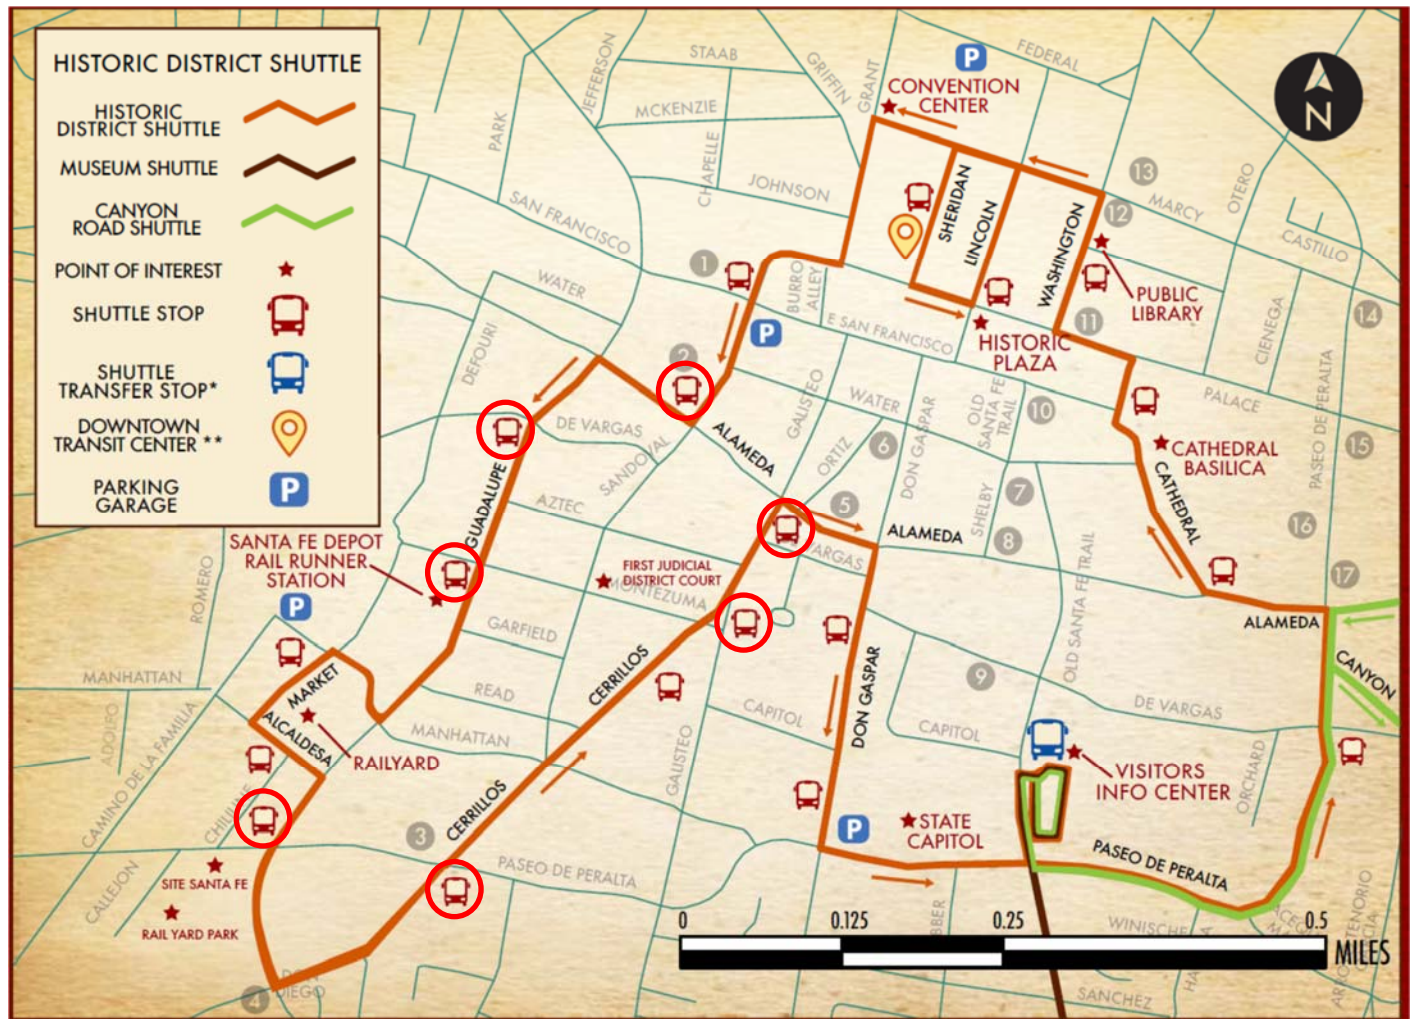 HISTORIC DISTRICT SHUTTLE
HISTORIC
DISTRICT SHUTTLE
MUSEUM SHUTTLE
CANYON
ROAD SHUTTLE
POINT OF INTEREST
SHUTTLE STOP
SHUTTLE
TRANSFER STOP*
DOWNTOWN
TRANSIT CENTER **
PARKING
GARAGE
P
N
STAAB
JEFFERSON
GRIFFIN
GRANT
FEDERAL
P
CONVENTION
CENTER
MCKENZIE
PARK
CHAPELLE
JOHNSON
SAN FRANCISCO
SHERIDAN
LINCOLN
WASHINGTON
13
12
MARCY
OTERO
CASTILLO
PUBLIC
LIBRARY
1
WATER
BURRO
ALLEY
P
E SAN FRANCISCO
HISTORIC
PLAZA
11
CIENEGA
14
PASEO DE PERALTA
PALACE
2
DEFOURI
GALISTEO
WATER
DON GASPAR
OLD
SANTA FE
TRAIL
10
CATHEDRAL
BASILICA
15
DE VARGAS
SANDOVAL
ALAMEDA
ORTIZ
6
GUADALUPE
AZTEC
5
SHELBY
7
CATHEDRAL
16
ALAMEDA
8
VARGAS
SANTA FE DEPOT
RAIL RUNNER
STATION
P
ROMERO
FIRST JUDICIAL
DISTRICT COURT
MONTEZUMA
OLD SANTA FE TRAIL
17
ALAMEDA
CANYON
GARFIELD
MANHATTAN
MARKET
READ
CERRILLOS
9
DE VARGAS
ADOLFO
CAMINO DE LA FAMILIA
ALCALDESA
RAILYARD
MANHATTAN
GALISTEO
CAPITOL
DON GASPAR
CAPITOL
VISITORS
INFO CENTER
ORCHARD
CERRILLOS
3
P
STATE
CAPITOL
PASEO DE PERALTA
PASEO DE PERALTA
CALLEJON
SITE SANTA FE
RAIL YARD PARK
0
0.125
0.25
0.5
MILES
4
DIEGO
SANCHEZ